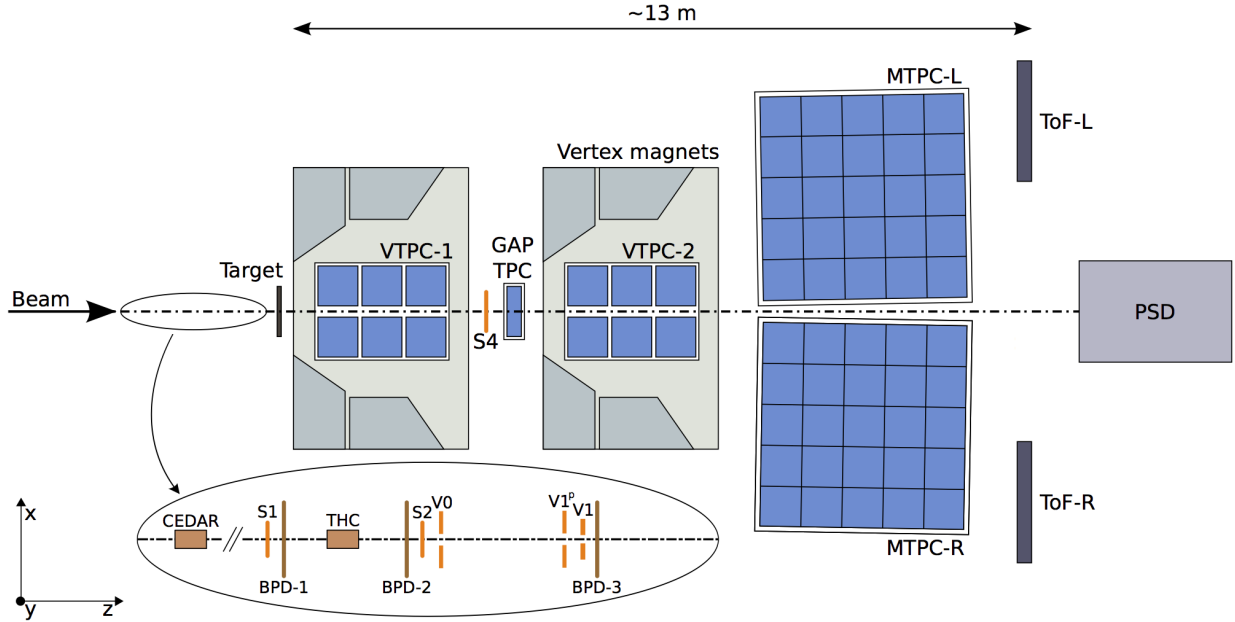 ~13 m
MTPC-L
ToF-L
Vertex magnets
VTPC-1
GAP
TPC
VTPC-2
Target
Beam
S4
PSD
x
y
z
CEDAR
S1
BPD-1
THC
BPD-2
S2
V0
V1p
V1
BPD-3
ToF-R
MTPC-R